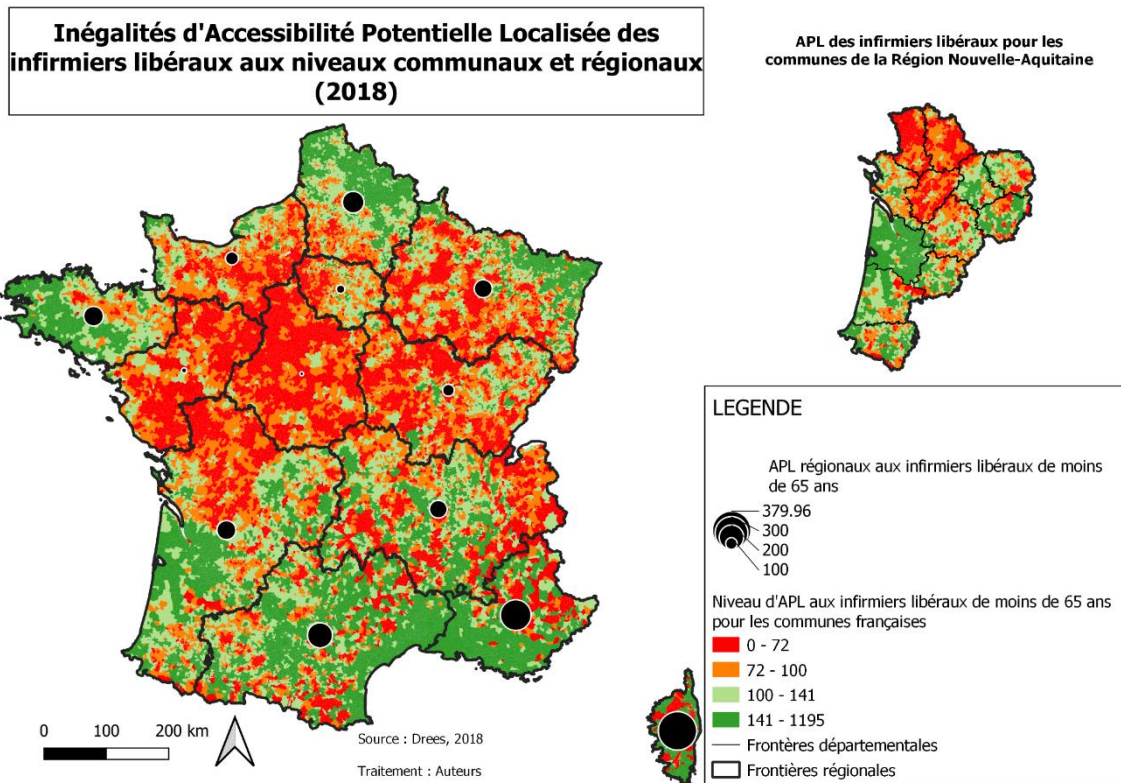 Inégalités d'Accessibilité Potentielle Localisée des
infirmiers libéraux aux niveaux communaux et régionaux
(2018)
APL des infirmiers libéraux pour les
communes de la Région Nouvelle-Aquitaine
LEGENDE
APL régionaux aux infirmiers libéraux de moins
de 65 ans
379.96
300
200
100
Niveau d'APL aux infirmiers libéraux de moins de 65 ans
pour les communes françaises
0 - 72
72 - 100
100 - 141
141 - 1195
Frontères départementales
Frontières régionales
0 100 200 km
Source : Drees, 2018
Traitement : Auteurs